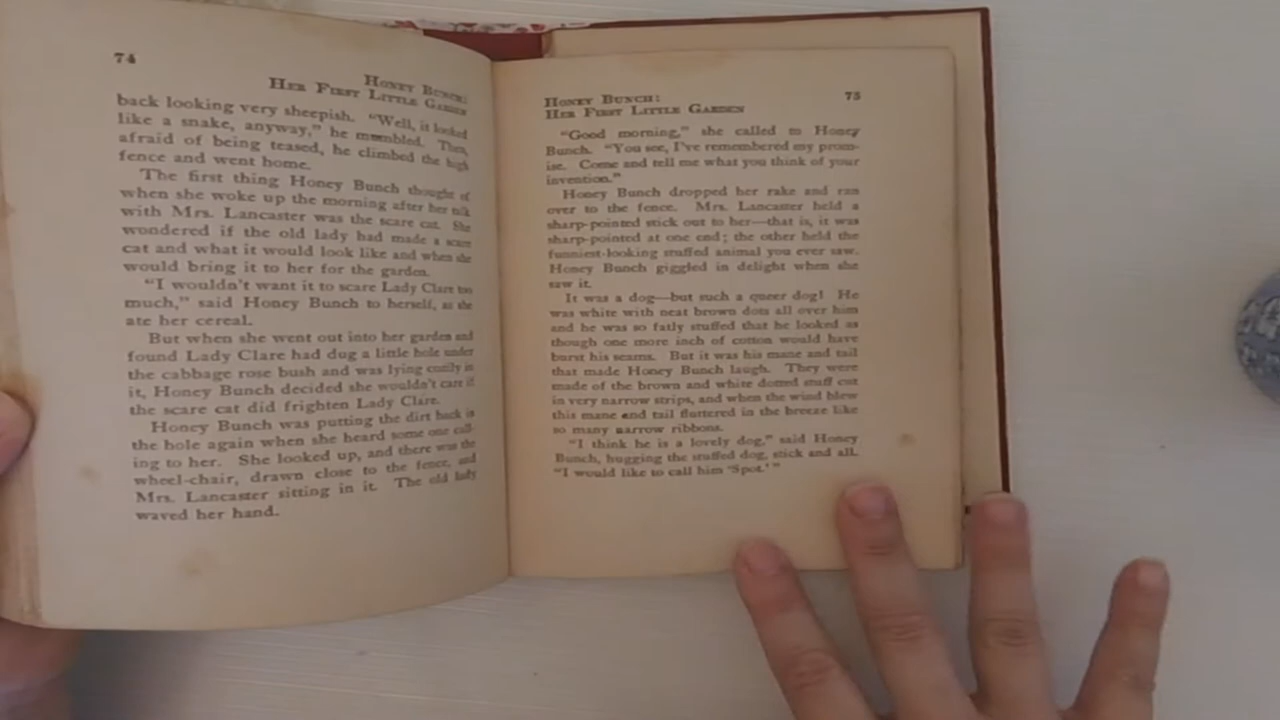 74
Honey Bunch:
Her First Little Garden
back looking very sheepish. "Well, it looked
like a snake, anyway," he mumbled. Then,
afraid of being teased, he climbed the high
fence and went home.
The first thing Honey Bunch thought of
when she woke up the morning after her talk
with Mrs. Lancaster was the scare cat. She
wondered if the old lady had made a scare
cat and what it would look like and when she
would bring it to her for the garden.
"I wouldn't want it to scare Lady Clare too
much," said Honey Bunch to herself, as she
ate her cereal.
But when she went out into her garden and
found Lady Clare had dug a little hole under
the cabbage rose bush and was lying cozily in
it, Honey Bunch decided she wouldn't care if
the scare cat did frighten Lady Clare.
Honey Bunch was putting the dirt back in
the hole again when she heard some one call-
ing to her. She looked up, and there was the
wheel-chair, drawn close to the fence, and
Mrs. Lancaster sitting in it. The old lady
waved her hand.
Honey Bunch:
Her First Little Garden
75
"Good morning," she called to Honey
Bunch. "You see, I've remembered my prom-
ise. Come and tell me what you think of your
invention."
Honey Bunch dropped her rake and ran
over to the fence. Mrs. Lancaster held a
sharp-pointed stick out to her—that is, it was
sharp-pointed at one end; the other held the
funniest-looking stuffed animal you ever saw.
Honey Bunch giggled in delight when she
saw it.
It was a dog—but such a queer dog! He
was white with neat brown dots all over him
and he was so fatly stuffed that he looked as
though one more inch of cotton would have
burst his seams. But it was his mane and tail
that made Honey Bunch laugh. They were
made of the brown and white dotted stuff cut
in very narrow strips, and when the wind blew
this mane and tail fluttered in the breeze like
so many narrow ribbons.
"I think he is a lovely dog," said Honey
Bunch, hugging the stuffed dog, stick and all.
"I would like to call him 'Spot.'"